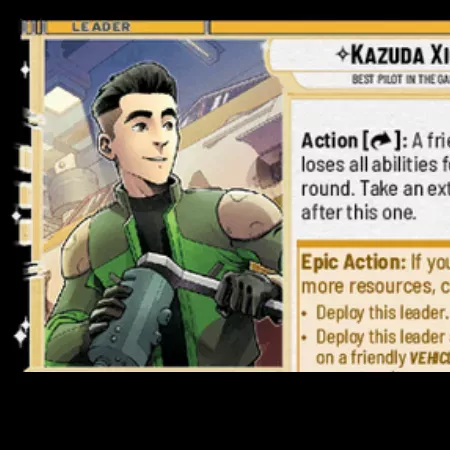 LEADER
KAZUDA XI
BEST PILOT IN THE GA
Action [ ]: A frie
loses all abilities f
round. Take an ext
after this one.
Epic Action: If you
more resources, c
• Deploy this leader.
• Deploy this leader
on a friendly VEHIC